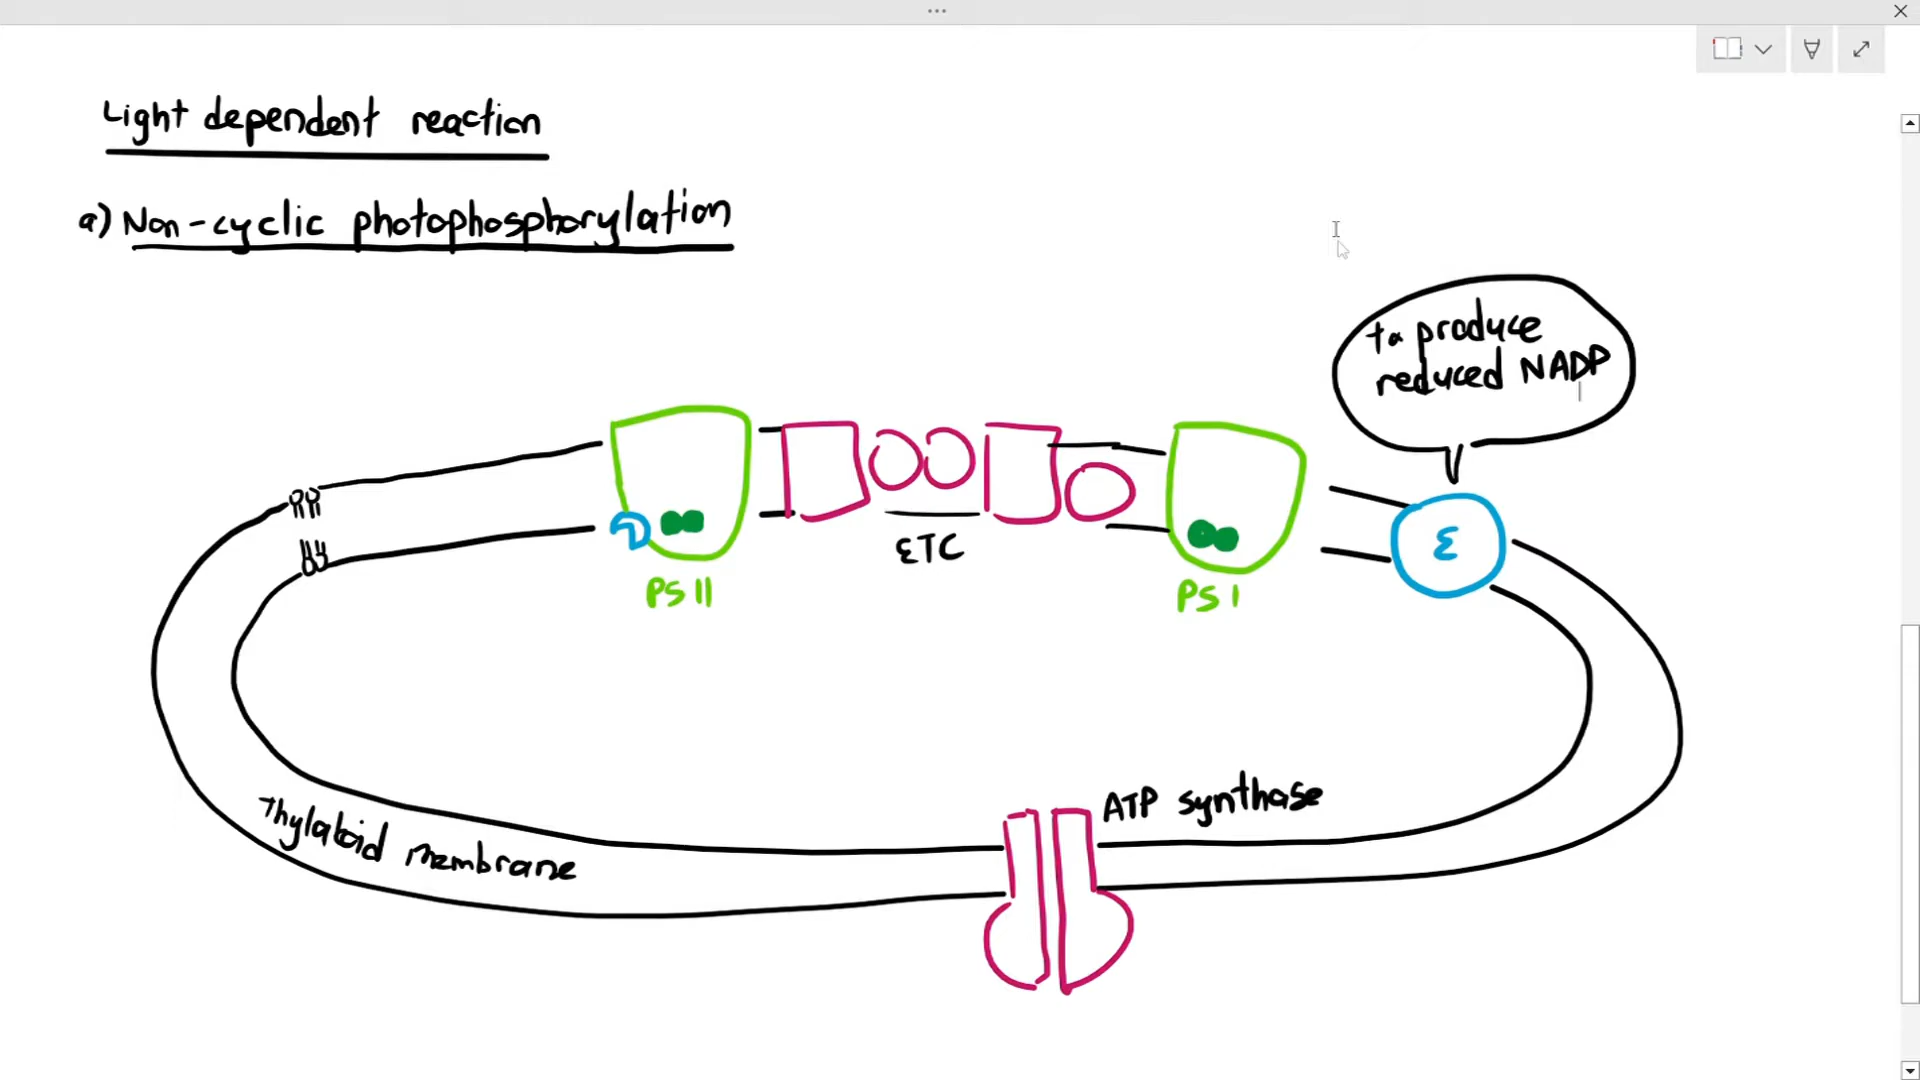 Light dependent reaction
a) Non-cyclic photophosphorylation
to produce
reduced NADP
ETC
PS II
PS I
E
ATP synthase
Thylakoid membrane